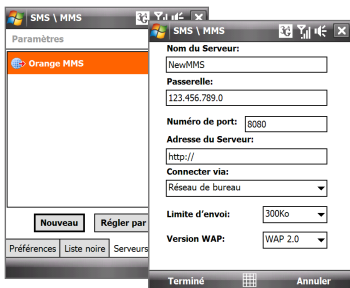 SMS \ MMS
Paramètres
Orange MMS
Nouveau
Régler par
Préférences
Liste noire
Serveurs
SMS \ MMS
Nom du Serveur:
NewMMS
Passerelle:
123.456.789.0
Numéro de port: 8080
Adresse du Serveur:
http://
Connecter via:
Réseau de bureau
Limite d'envoi: 300Ko
Version WAP: WAP 2.0
Terminé
Annuler